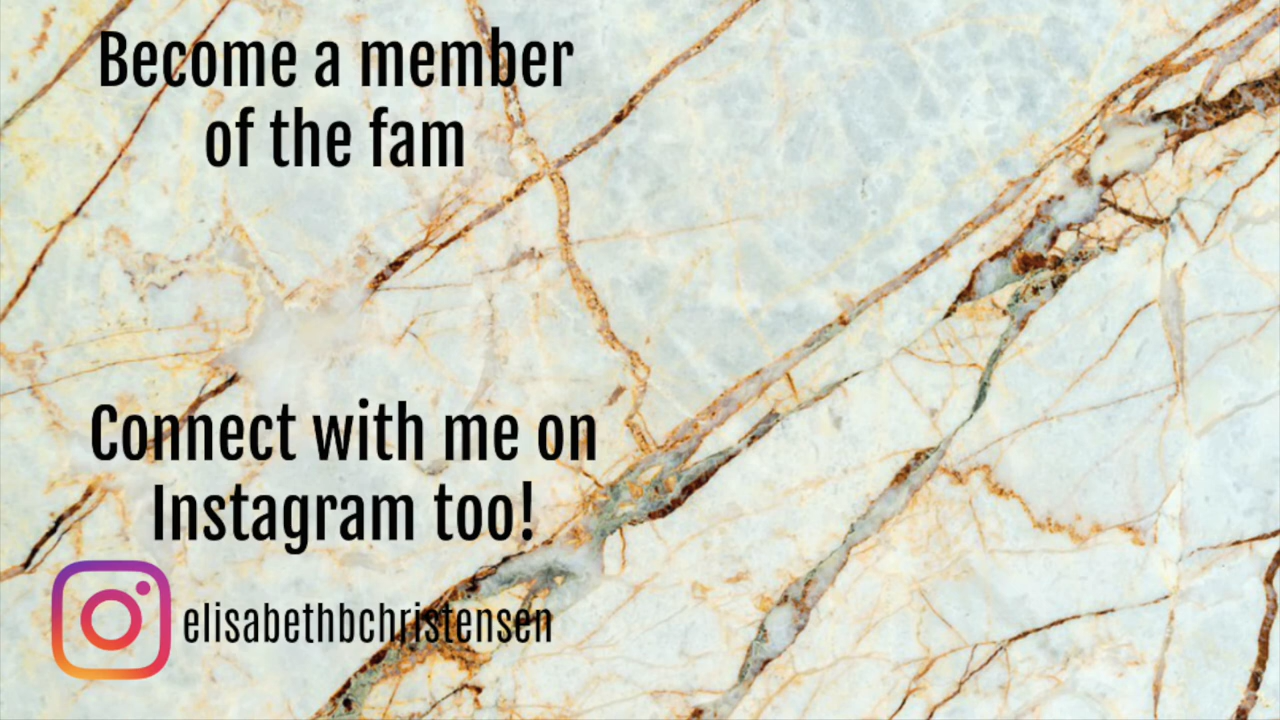 Become a member
of the fam
Connect with me on
Instagram too!
elisabethbchristensen